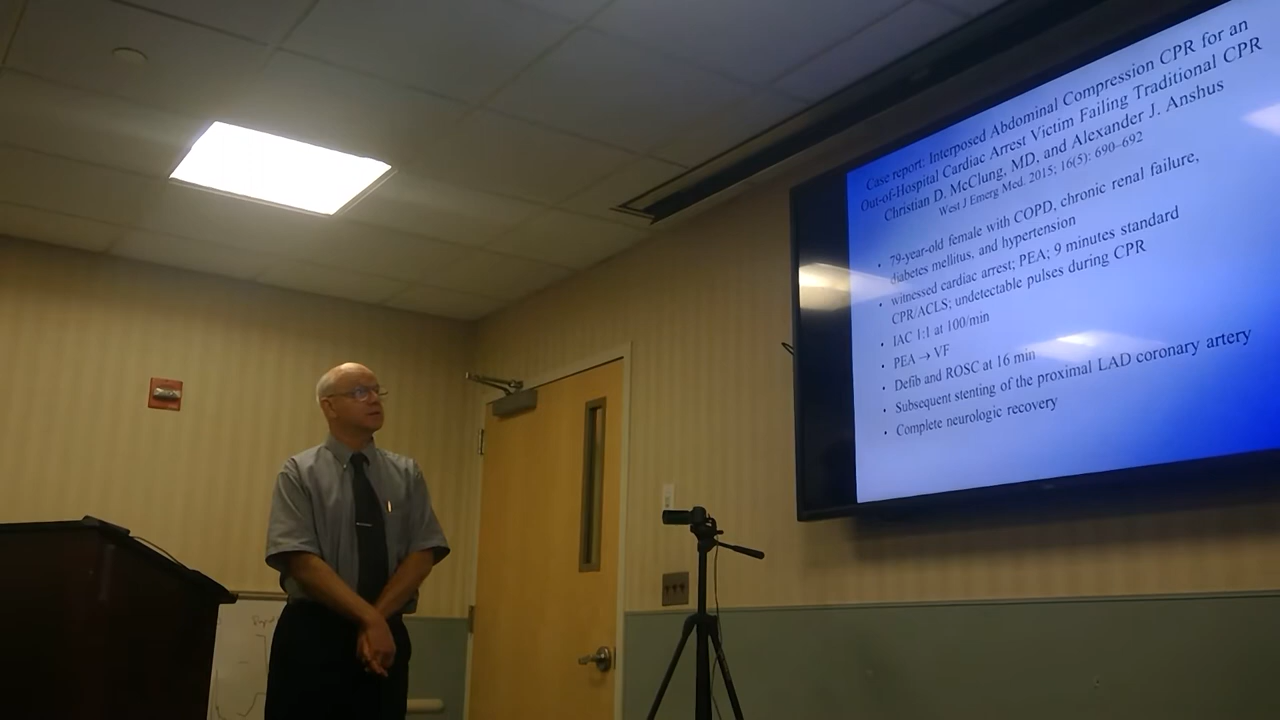 Case report: Interposed Abdominal Compression CPR for an
Out-of-Hospital Cardiac Arrest Victim Failing Traditional CPR
Christian D. McClung, MD, and Alexander J. Anshus
West J Emerg Med. 2015; 16(5): 690–692
• 79-year-old female with COPD, chronic renal failure,
diabetes mellitus, and hypertension
• witnessed cardiac arrest; PEA; 9 minutes standard
CPR/ACLS; undetectable pulses during CPR
• IAC 1:1 at 100/min
• PEA → VF
• Defib and ROSC at 16 min
• Subsequent stenting of the proximal LAD coronary artery
• Complete neurologic recovery